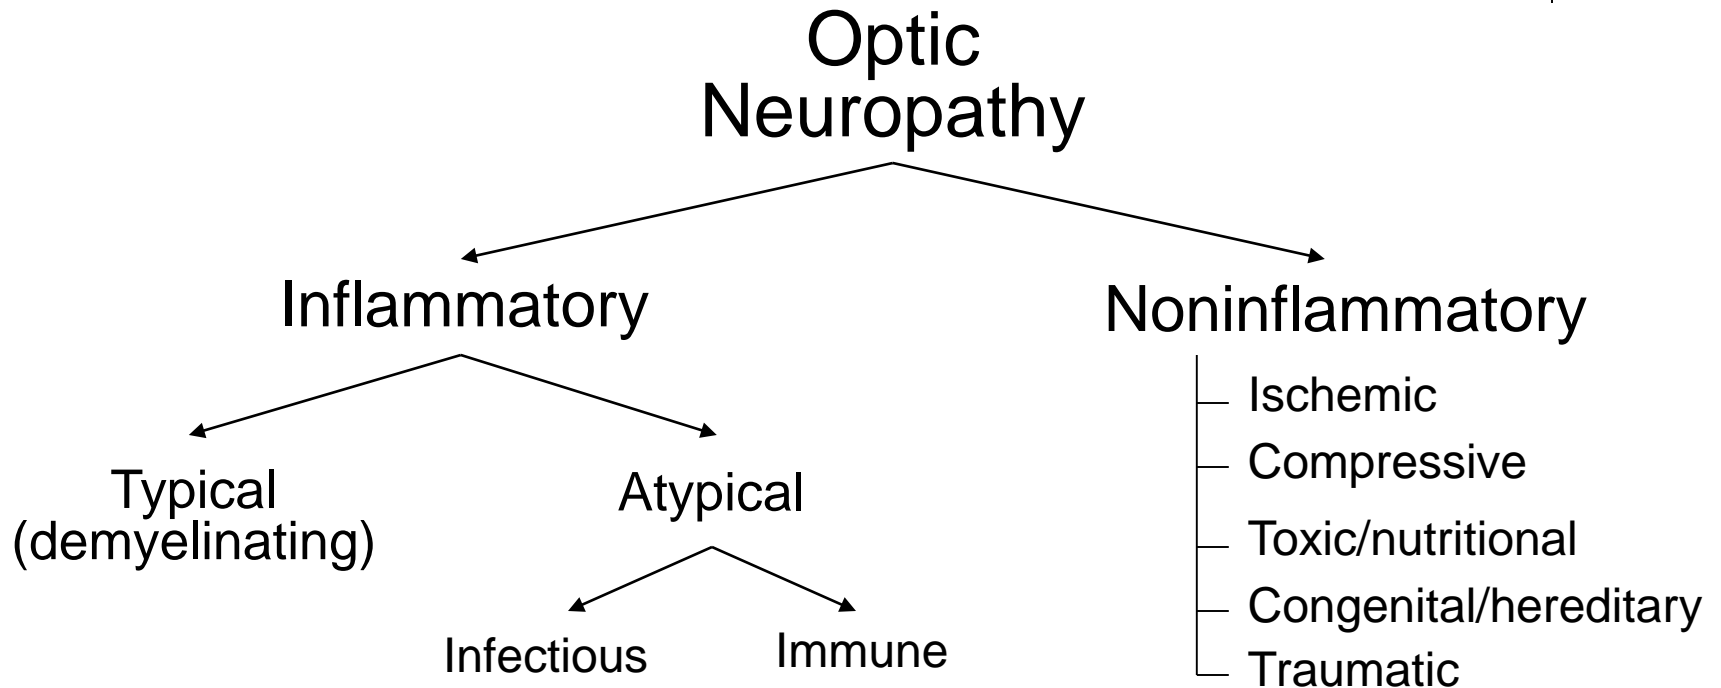 Optic
Neuropathy
Inflammatory
Noninflammatory
Typical
(demyelinating)
Atypical
Infectious
Immune
Ischemic
Compressive
Toxic/nutritional
Congenital/hereditary
Traumatic